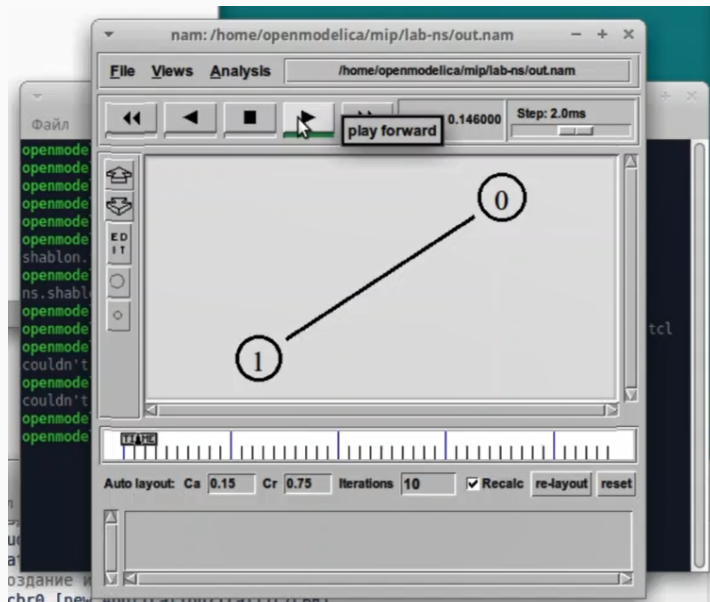 nam: /home/openmodelica/mip/lab-ns/out.nam
File Views Analysis /home/openmodelica/mip/lab-ns/out.nam
Файл
0.146000 Step: 2.0ms
play forward
openmode
openmode
openmode
openmode
openmode
openmode
shablon.
openmode
ns.shabl
openmode
openmode tcl
openmode
couldn't
openmode
couldn't
openmode
openmode
ED
IT
0
1
TIME
Auto layout: Ca 0.15 Cr 0.75 Iterations 10 Recalc re-layout reset
оздание и